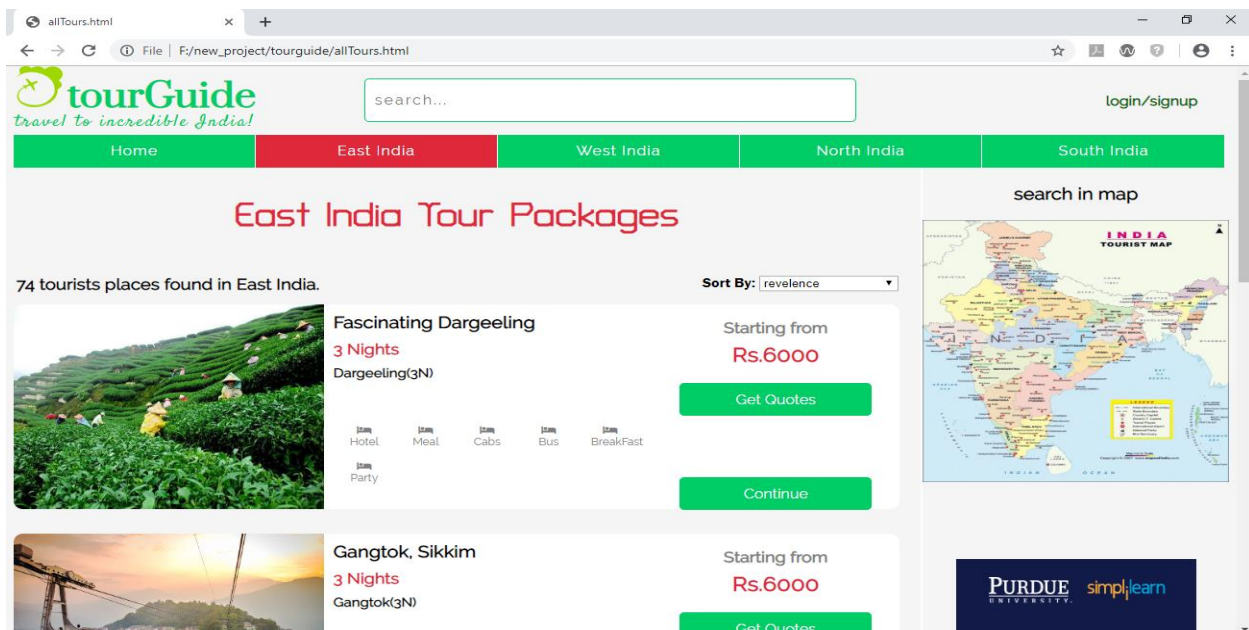 allTours.html
File | F:/new_project/tourguide/allTours.html
tourGuide
travel to incredible India!
search...
login/signup
Home East India West India North India South India
East India Tour Packages
search in map
INDIA
TOURIST MAP
74 tourists places found in East India.
Sort By: revelence
Fascinating Dargeeling
3 Nights
Dargeeling(3N)
Starting from
Rs.6000
Get Quotes
Hotel Meal Cabs Bus BreakFast
Party
Continue
I N D I A
LEGEND
INDIAN OCEAN
Gangtok, Sikkim
3 Nights
Gangtok(3N)
Starting from
Rs.6000
Get Quotes
PURDUE
UNIVERSITY.
simplilearn